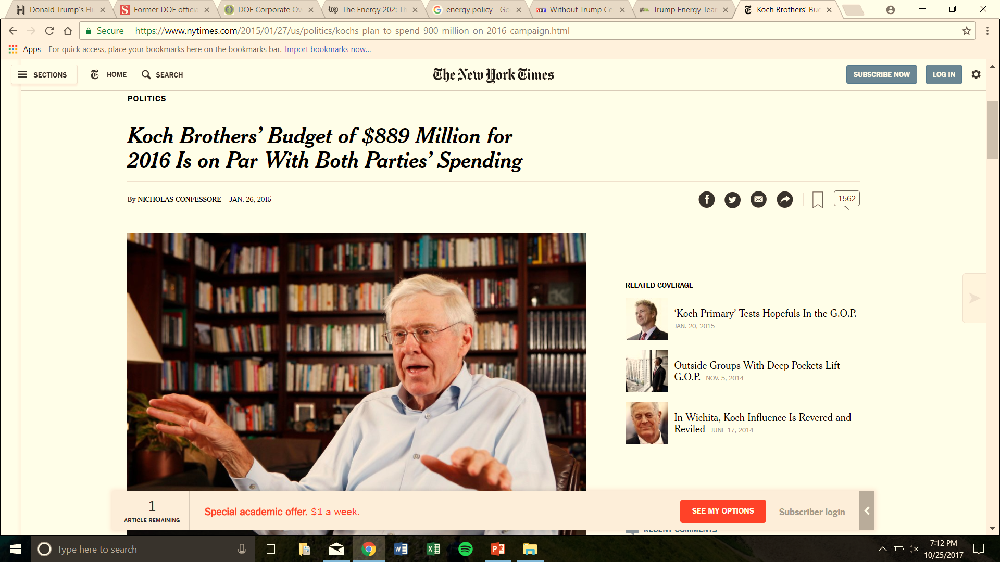 Donald Trump's Hi
Former DOE officia
DOE Corporate Ov
wp The Energy 202: Th
energy policy - Go
npr Without Trump Ce
gtm: Trump Energy Tea
Koch Brothers' Bu
Secure https://www.nytimes.com/2015/01/27/us/politics/kochs-plan-to-spend-900-million-on-2016-campaign.html
Apps For quick access, place your bookmarks here on the bookmarks bar. Import bookmarks now...
SECTIONS HOME SEARCH The New York Times SUBSCRIBE NOW LOG IN
POLITICS
Koch Brothers' Budget of $889 Million for
2016 Is on Par With Both Parties' Spending
By NICHOLAS CONFESSORE JAN. 26, 2015
1562
RELATED COVERAGE
'Koch Primary' Tests Hopefuls In the G.O.P.
JAN. 20, 2015
Outside Groups With Deep Pockets Lift
G.O.P. NOV. 5, 2014
In Wichita, Koch Influence Is Revered and
Reviled JUNE 17, 2014
1
ARTICLE REMAINING
Special academic offer. $1 a week.
SEE MY OPTIONS
Subscriber login
RECENT COMMENTS
Type here to search
7:12 PM
10/25/2017